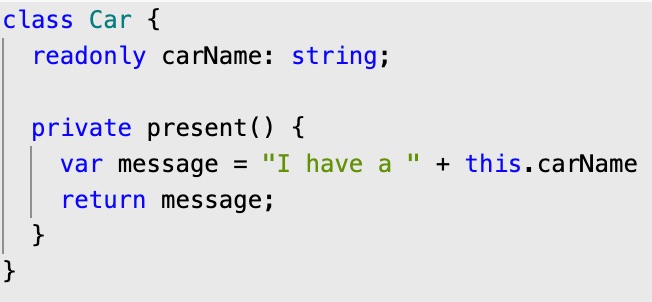 class Car {
  readonly carName: string;

  private present() {
    var message = "I have a " + this.carName
    return message;
  }
}